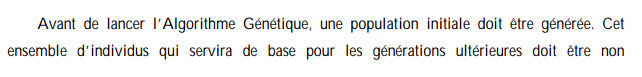 Avant de lancer l'Algorithme Génétique, une population initiale doit être générée. Cet
ensemble d'individus qui servira de base pour les générations ultérieures doit être non